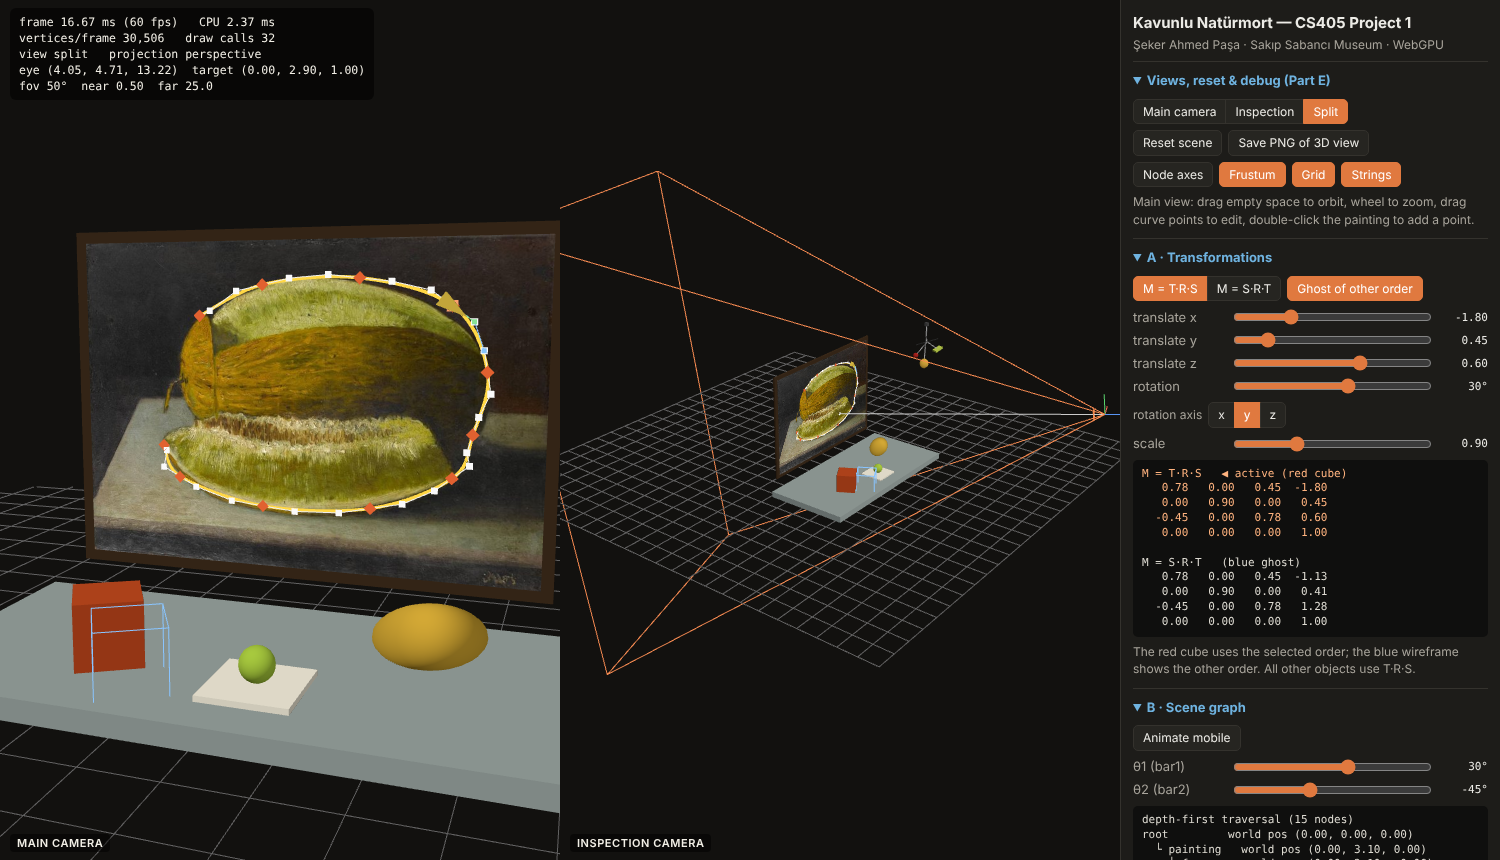 frame 16.67 ms (60 fps)   CPU 2.37 ms
vertices/frame 30,506   draw calls 32
view split   projection perspective
eye (4.05, 4.71, 13.22)  target (0.00, 2.90, 1.00)
fov 50°  near 0.50  far 25.0
MAIN CAMERA
INSPECTION CAMERA
Kavunlu Natürmort — CS405 Project 1
Şeker Ahmed Paşa · Sakıp Sabancı Museum · WebGPU
▼ Views, reset & debug (Part E)
Main camera Inspection Split
Reset scene Save PNG of 3D view
Node axes Frustum Grid Strings
Main view: drag empty space to orbit, wheel to zoom, drag
curve points to edit, double-click the painting to add a point.
▼ A · Transformations
M = T·R·S M = S·R·T Ghost of other order
translate x -1.80
translate y 0.45
translate z 0.60
rotation 30°
rotation axis x y z
scale 0.90
M = T·R·S   ◀ active (red cube)
0.78   0.00   0.45  -1.80
0.00   0.90   0.00   0.45
-0.45   0.00   0.78   0.60
0.00   0.00   0.00   1.00
M = S·R·T   (blue ghost)
0.78   0.00   0.45  -1.13
0.00   0.90   0.00   0.41
-0.45   0.00   0.78   1.28
0.00   0.00   0.00   1.00
The red cube uses the selected order; the blue wireframe
shows the other order. All other objects use T·R·S.
▼ B · Scene graph
Animate mobile
θ1 (bar1) 30°
θ2 (bar2) -45°
depth-first traversal (15 nodes)
root         world pos (0.00, 0.00, 0.00)
└ painting   world pos (0.00, 3.10, 0.00)